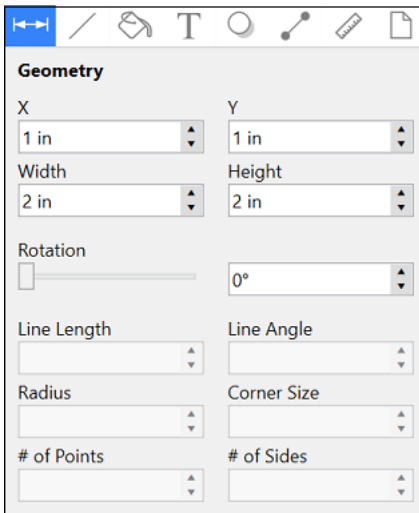 T
Geometry
X Y
1 in 1 in
Width Height
2 in 2 in
Rotation
0°
Line Length Line Angle
Radius Corner Size
# of Points # of Sides